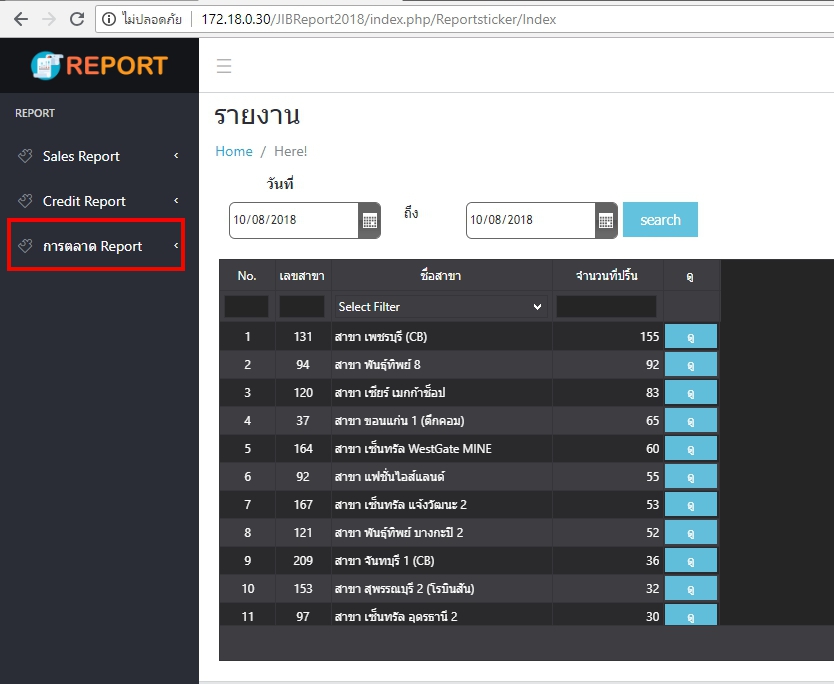 ไม่ปลอดภัย 172.18.0.30/JIBReport2018/index.php/Reportsticker/Index
REPORT
REPORT
Sales Report
Credit Report
การตลาด Report
รายงาน
Home / Here!
วันที่
10/08/2018 ถึง 10/08/2018 search
No. เลขสาขา ชื่อสาขา จำนวนที่ปริ้น ดู
Select Filter
1 131 สาขา เพชรบุรี (CB) 155 ดู
2 94 สาขา พันธุ์ทิพย์ 8 92 ดู
3 120 สาขา เซียร์ เมกก้าช็อป 83 ดู
4 37 สาขา ขอนแก่น 1 (ตึกคอม) 65 ดู
5 164 สาขา เซ็นทรัล WestGate MINE 60 ดู
6 92 สาขา แฟชั่นไอส์แลนด์ 55 ดู
7 167 สาขา เซ็นทรัล แจ้งวัฒนะ 2 53 ดู
8 121 สาขา พันธุ์ทิพย์ บางกะปิ 2 52 ดู
9 209 สาขา จันทบุรี 1 (CB) 36 ดู
10 153 สาขา สุพรรณบุรี 2 (โรบินสัน) 32 ดู
11 97 สาขา เซ็นทรัล อุดรธานี 2 30 ดู